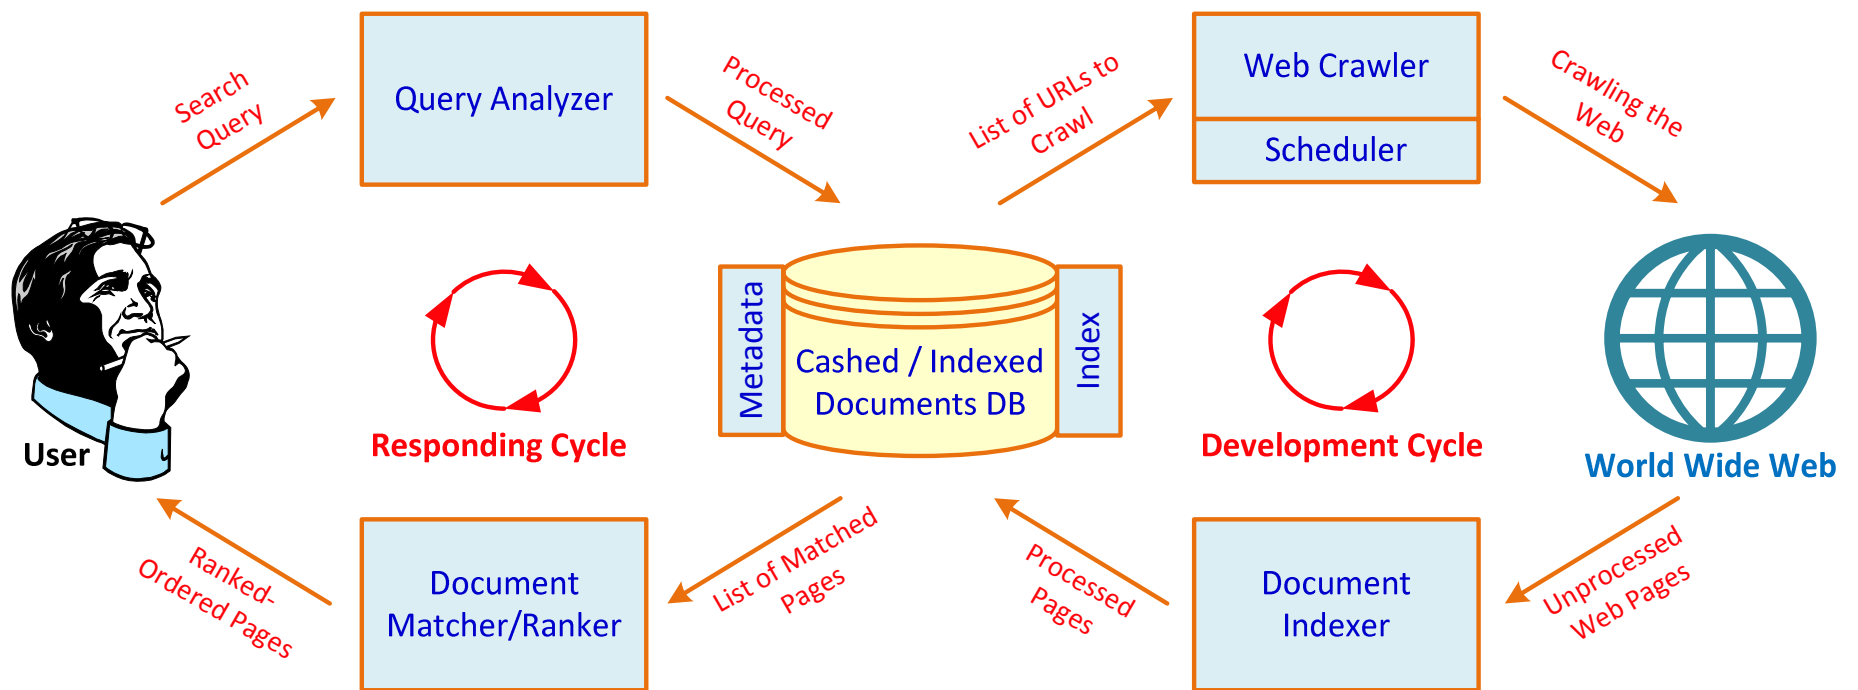 Search
Query
Query Analyzer
Processed
Query
List of URLs to
Crawl
Web Crawler
Scheduler
Crawling the
Web
User
Responding Cycle
Metadata
Cashed / Indexed
Documents DB
Index
Development Cycle
World Wide Web
Ranked-
Ordered Pages
Document
Matcher/Ranker
List of Matched
Pages
Processed
Pages
Document
Indexer
Unprocessed
Web Pages